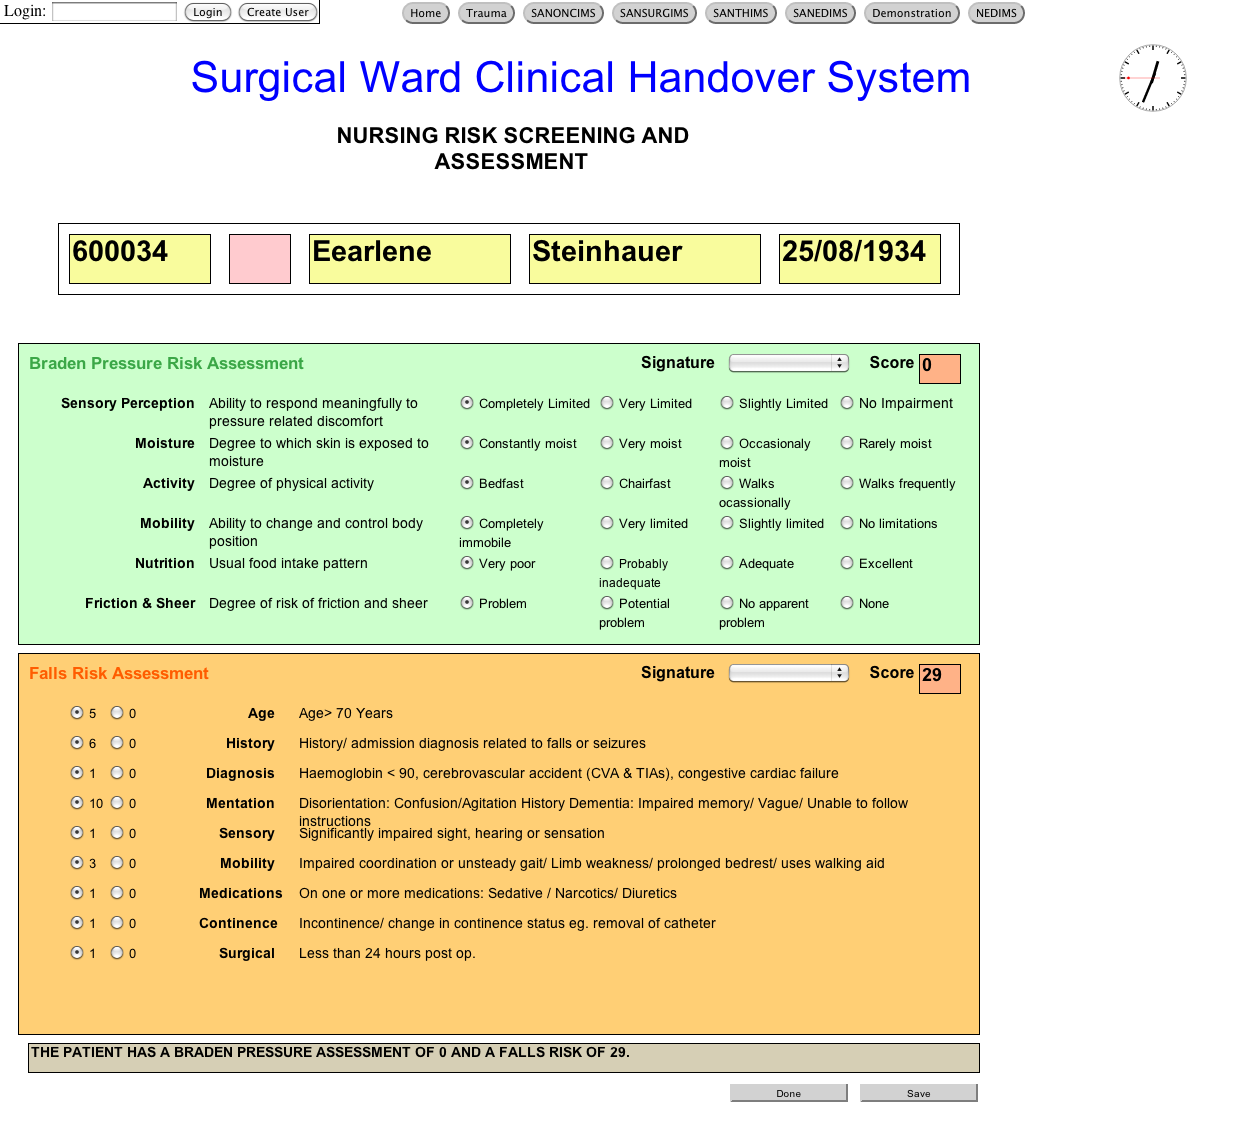 Login: Login Create User Home Trauma SANONCIMS SANSURGIMS SANTHIMS SANEDIMS Demonstration NEDIMS
Surgical Ward Clinical Handover System
NURSING RISK SCREENING AND
ASSESSMENT
600034 Eearlene Steinhauer 25/08/1934
Braden Pressure Risk Assessment Signature Score 0
Sensory Perception Ability to respond meaningfully to Completely Limited Very Limited Slightly Limited No Impairment
pressure related discomfort
Moisture Degree to which skin is exposed to Constantly moist Very moist Occasionaly Rarely moist
moisture moist
Activity Degree of physical activity Bedfast Chairfast Walks Walks frequently
ocassionally
Mobility Ability to change and control body Completely Very limited Slightly limited No limitations
position immobile
Nutrition Usual food intake pattern Very poor Probably Adequate Excellent
inadequate
Friction & Sheer Degree of risk of friction and sheer Problem Potential No apparent None
problem problem
Falls Risk Assessment Signature Score 29
5 0 Age Age> 70 Years
6 0 History History/ admission diagnosis related to falls or seizures
1 0 Diagnosis Haemoglobin < 90, cerebrovascular accident (CVA & TIAs), congestive cardiac failure
10 0 Mentation Disorientation: Confusion/Agitation History Dementia: Impaired memory/ Vague/ Unable to follow
instructions
1 0 Sensory Significantly impaired sight, hearing or sensation
3 0 Mobility Impaired coordination or unsteady gait/ Limb weakness/ prolonged bedrest/ uses walking aid
1 0 Medications On one or more medications: Sedative / Narcotics/ Diuretics
1 0 Continence Incontinence/ change in continence status eg. removal of catheter
1 0 Surgical Less than 24 hours post op.
THE PATIENT HAS A BRADEN PRESSURE ASSESSMENT OF 0 AND A FALLS RISK OF 29.
Done Save